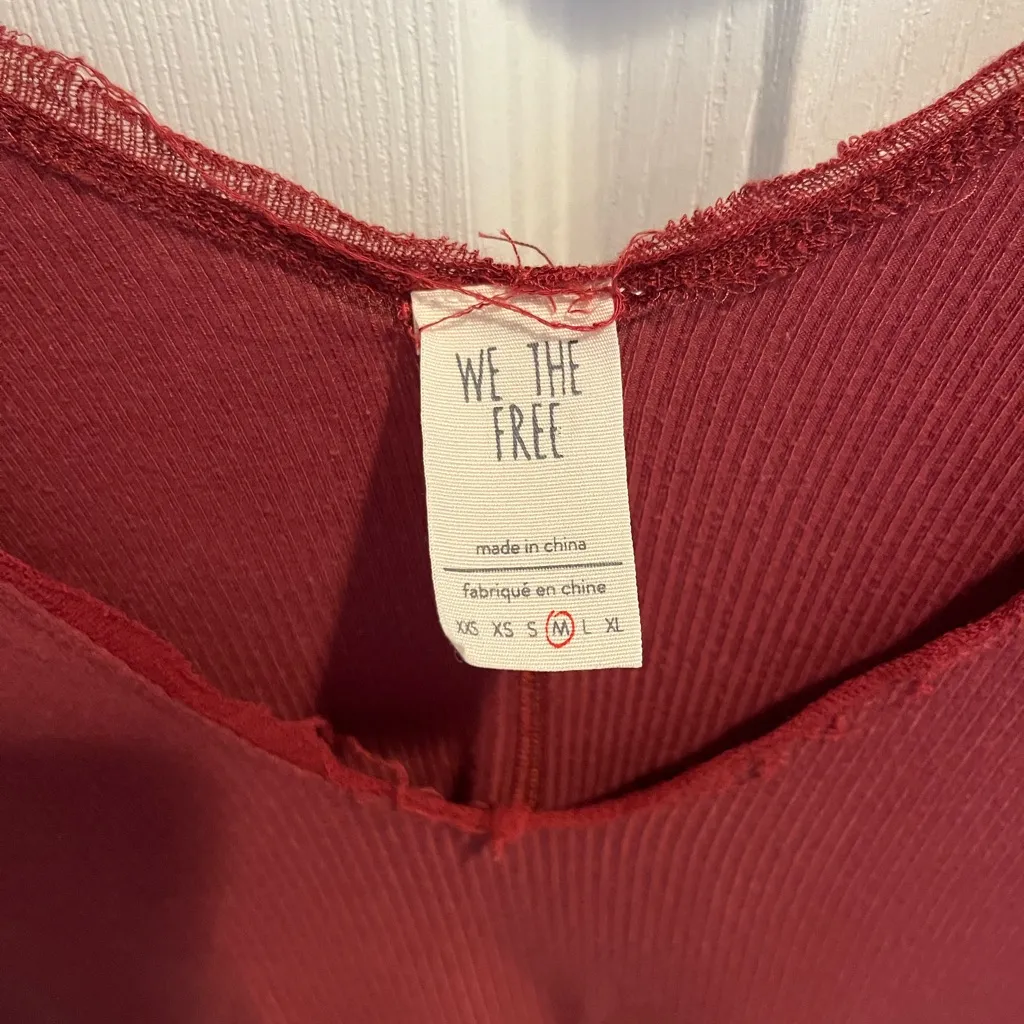 WE THE
FREE
made in china
fabriqué en chine
XXS XS S M L XL